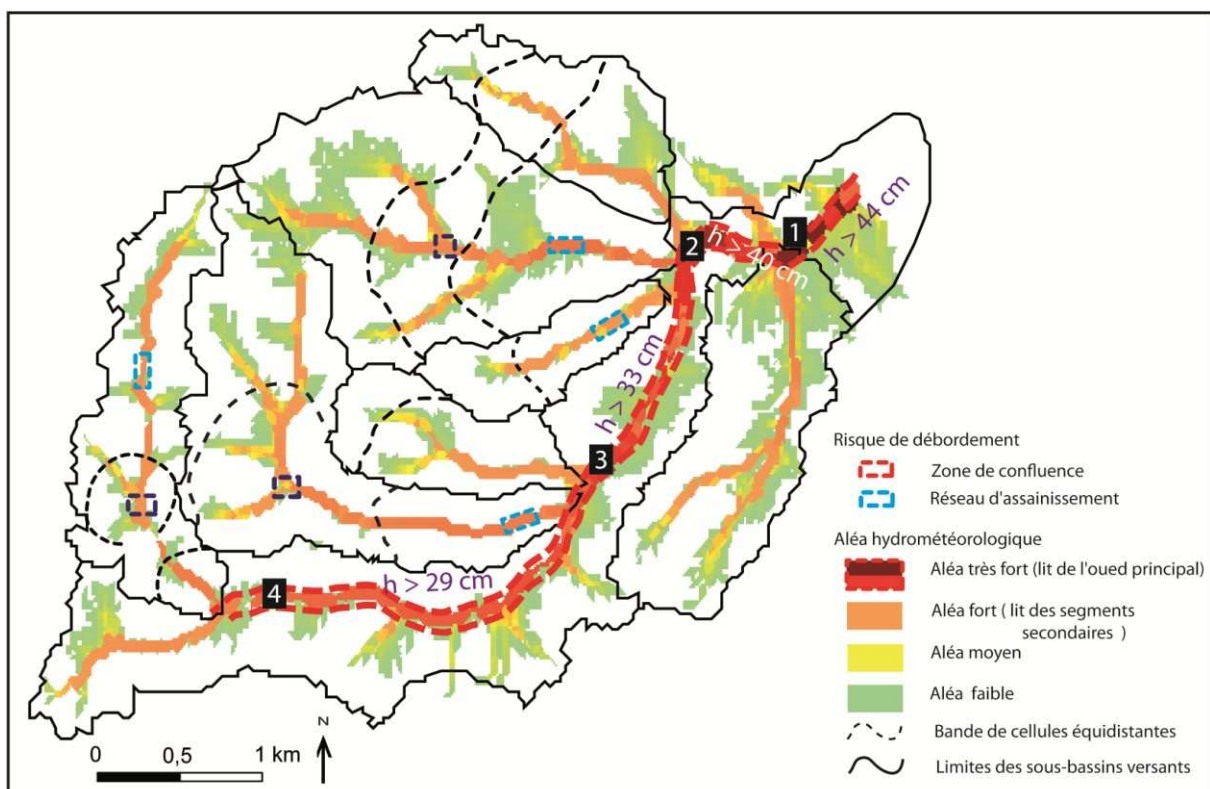 1
h > 44 cm
2
h > 40 cm
h > 33 cm
3
h > 29 cm
4
Risque de débordement
Zone de confluence
Réseau d'assainissement
Aléa hydrométéorologique
Aléa très fort (lit de l'oued principal)
Aléa fort ( lit des segments
secondaires )
Aléa moyen
Aléa faible
Bande de cellules équidistantes
Limites des sous-bassins versants
N
0 0,5 1 km